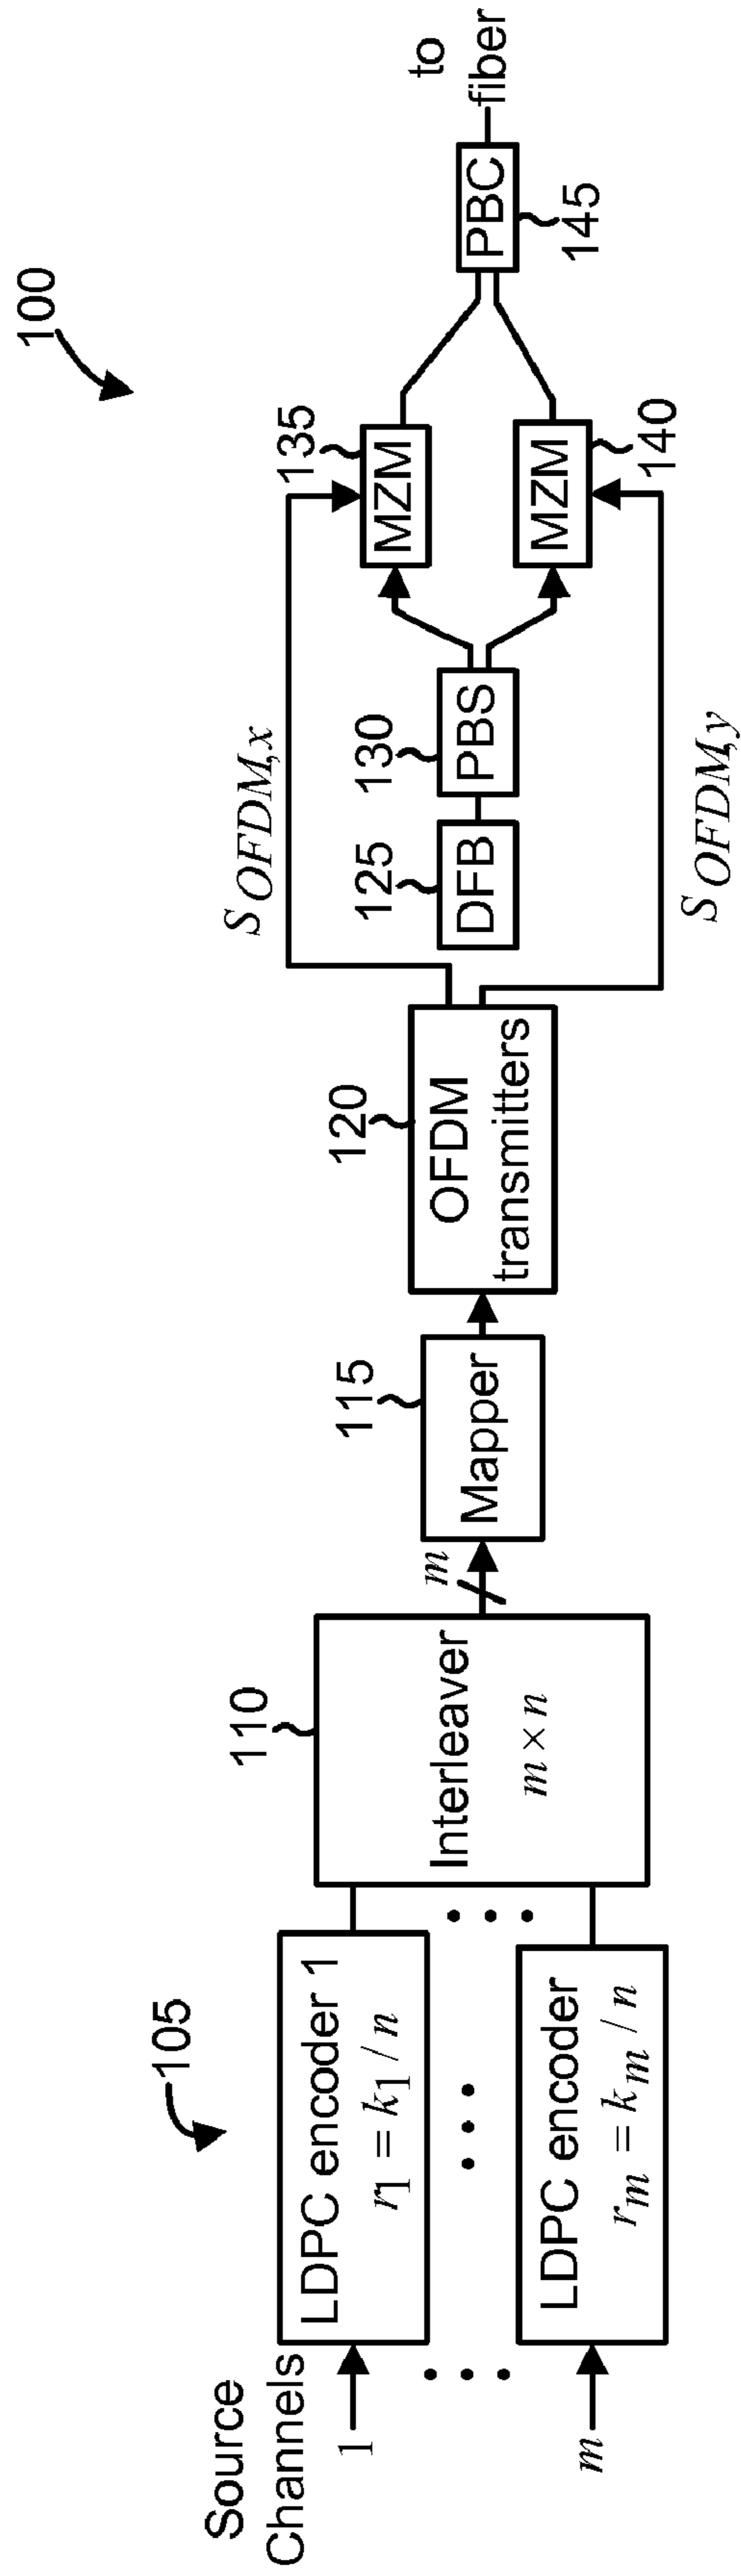 100
105
Source
Channels
1
m
LDPC encoder 1
r1 = k1 / n
LDPC encoder
rm = km / n
110
Interleaver
m × n
m
115
Mapper
120
OFDM
transmitters
SOFDM,x
SOFDM,y
125
DFB
130
PBS
135
MZM
MZM
140
PBC
145
to
fiber